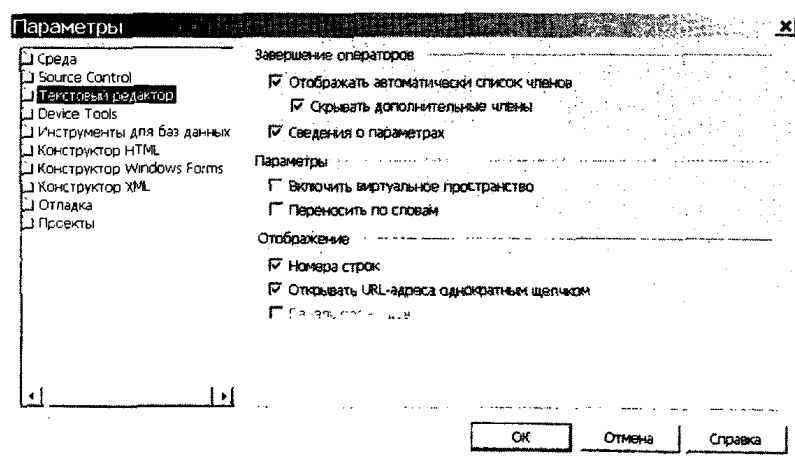 Параметры
Среда
Source Control
Текстовый редактор
Device Tools
Инструменты для баз данных
Конструктор HTML
Конструктор Windows Forms
Конструктор XML
Отладка
Проекты
Завершение операторов
Отображать автоматически список членов
Скрывать дополнительные члены
Сведения о параметрах
Параметры
Включить виртуальное пространство
Переносить по словам
Отображение
Номера строк
Открывать URL-адреса однократным щелчком
ОК
Отмена
Справка